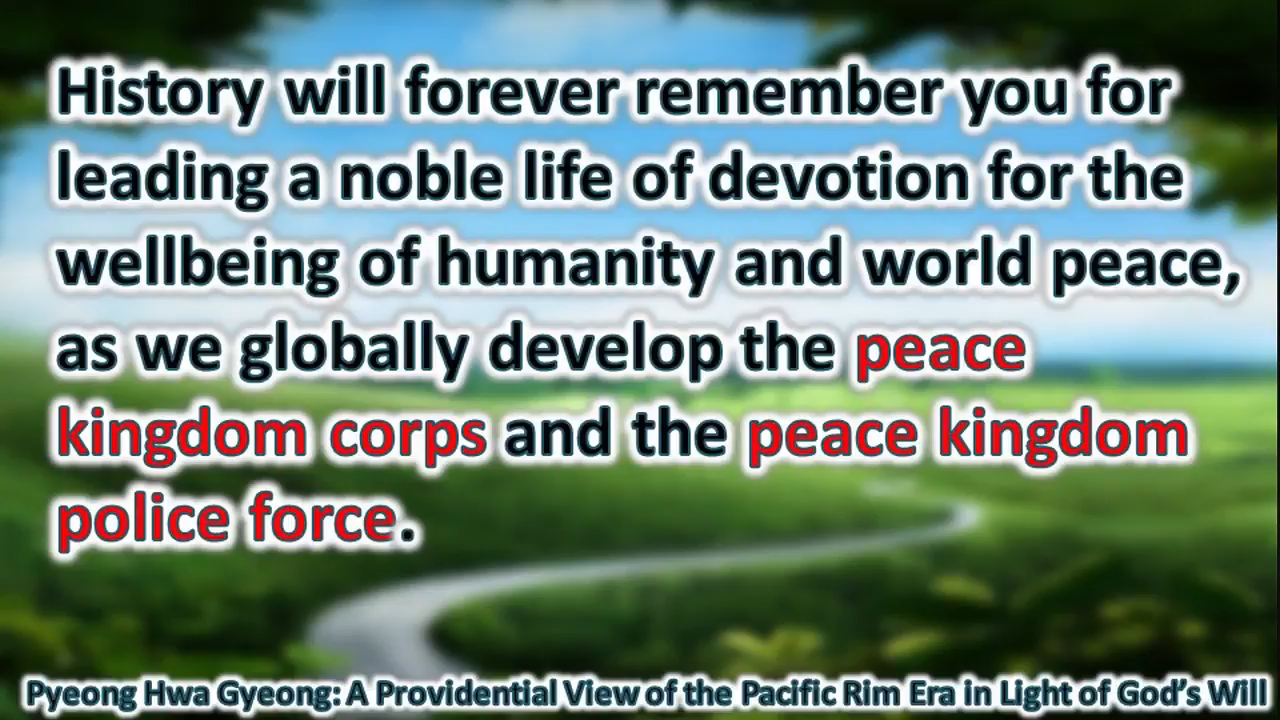 History will forever remember you for
leading a noble life of devotion for the
wellbeing of humanity and world peace,
as we globally develop the peace
kingdom corps and the peace kingdom
police force.
Pyeong Hwa Gyeong: A Providential View of the Pacific Rim Era in Light of God's Will